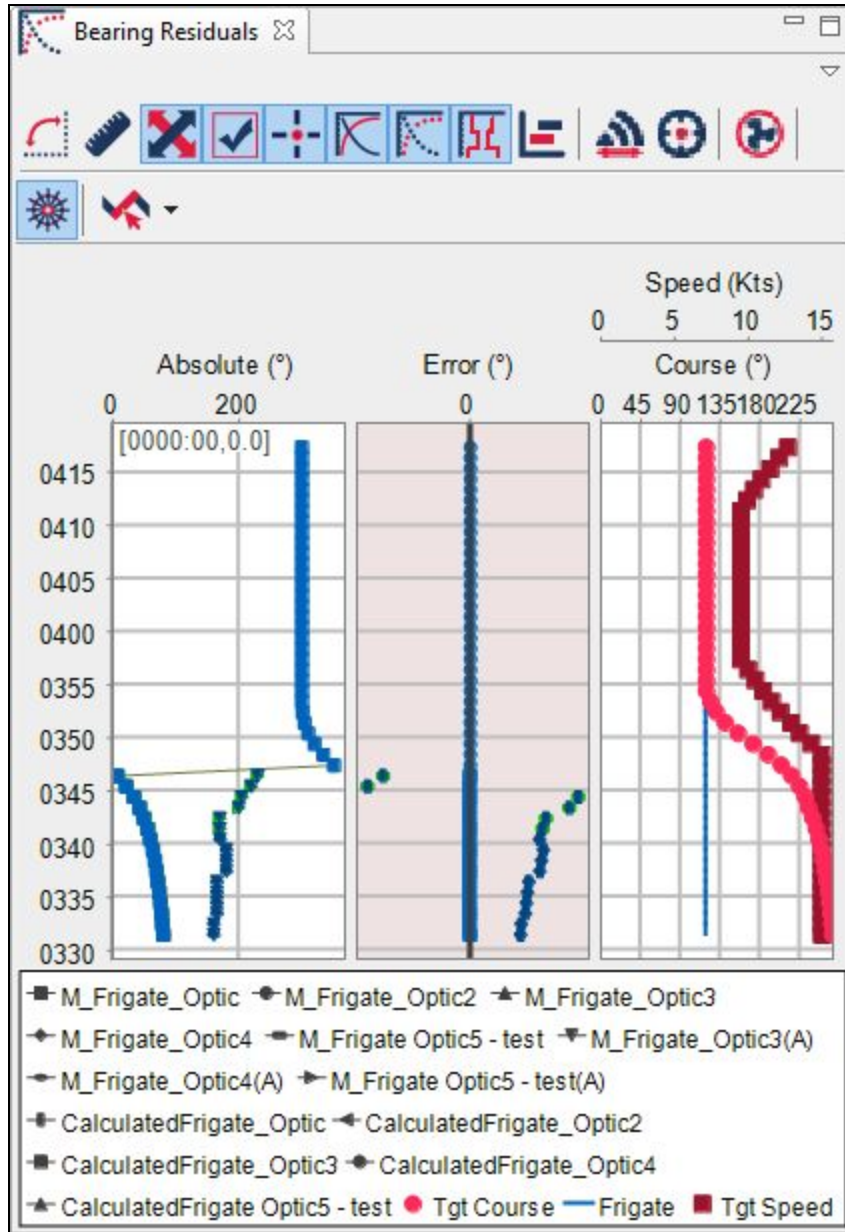 Bearing Residuals
Speed (Kts)
0 5 10 15
Absolute (°) Error (°) Course (°)
0 200 0 0 45 90 135180225
[0000:00,0.0]
0415
0410
0405
0400
0355
0350
0345
0340
0335
0330
M_Frigate_Optic M_Frigate_Optic2 M_Frigate_Optic3
M_Frigate_Optic4 M_Frigate Optic5 - test M_Frigate_Optic3(A)
M_Frigate_Optic4(A) M_Frigate Optic5 - test(A)
CalculatedFrigate_Optic CalculatedFrigate_Optic2
CalculatedFrigate_Optic3 CalculatedFrigate_Optic4
CalculatedFrigate Optic5 - test Tgt Course Frigate Tgt Speed